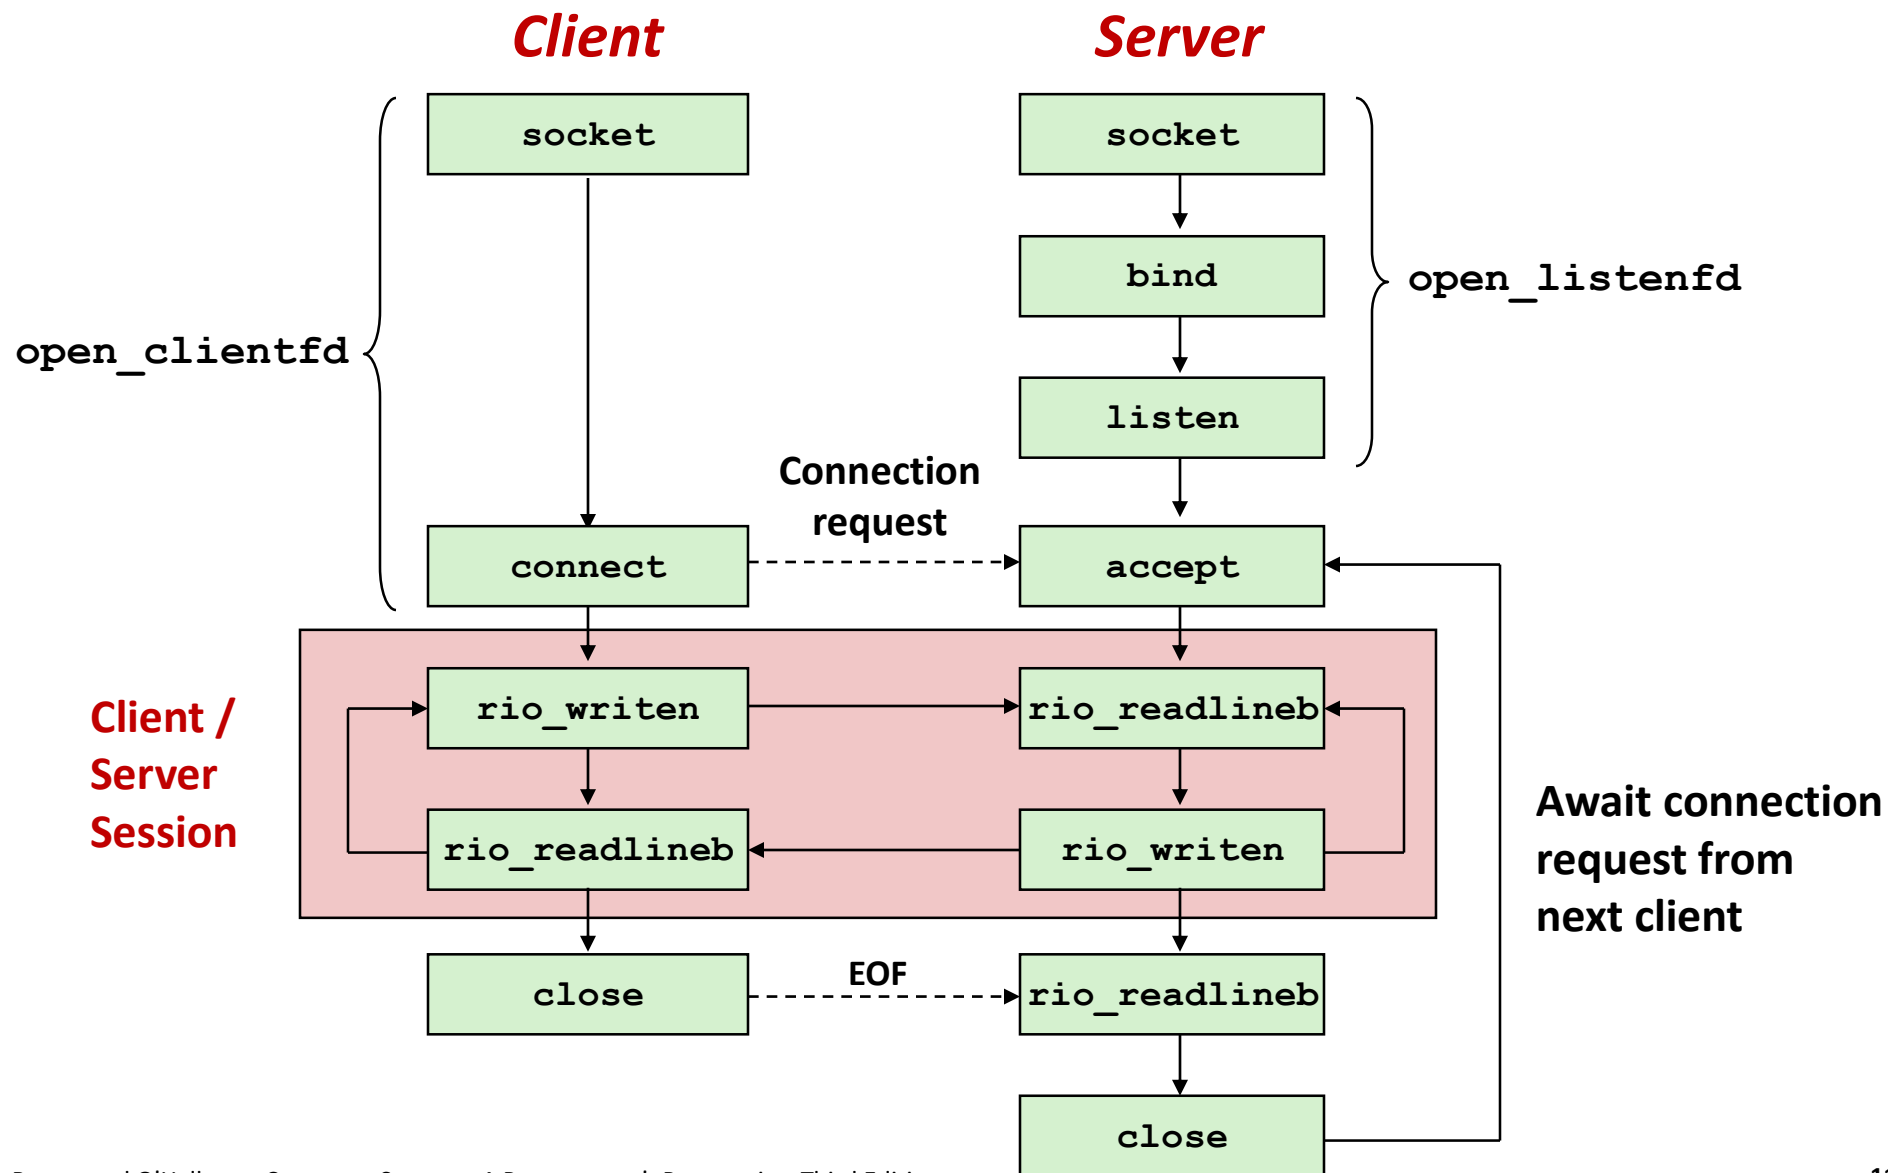 Client
Server
socket
socket
bind
open_listenfd
open_clientfd
listen
Connection
request
connect
accept
Client /
Server
Session
rio_writen
rio_readlineb
rio_readlineb
rio_writen
Await connection
request from
next client
close
EOF
rio_readlineb
close